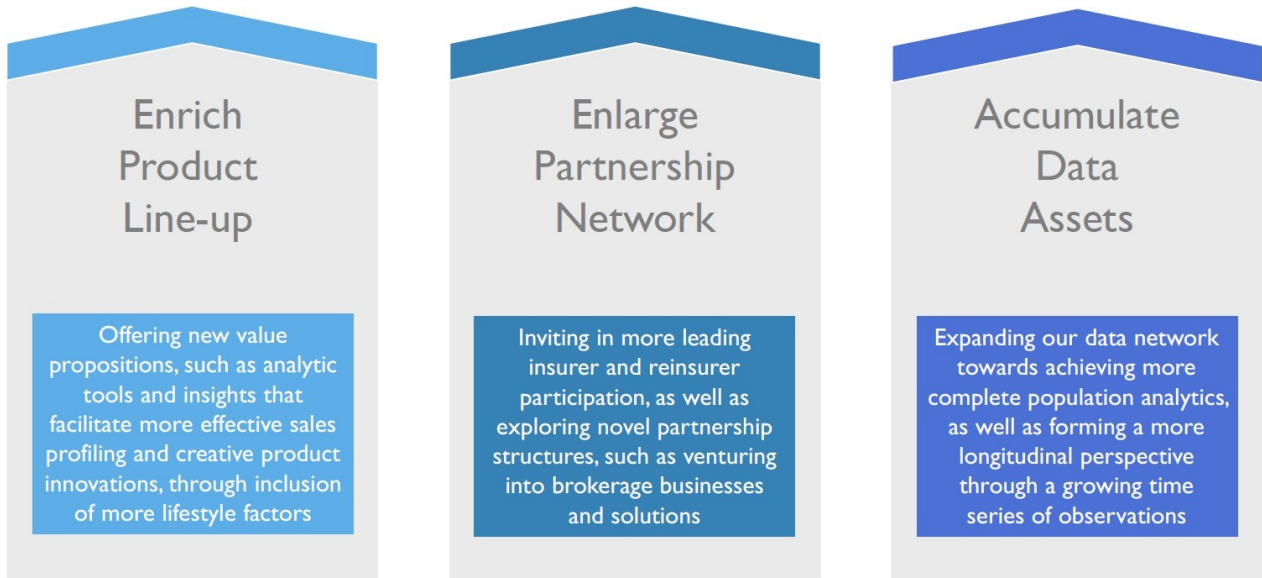 Enrich
Product
Line-up
Offering new value
propositions, such as analytic
tools and insights that
facilitate more effective sales
profiling and creative product
innovations, through inclusion
of more lifestyle factors
Enlarge
Partnership
Network
Inviting in more leading
insurer and reinsurer
participation, as well as
exploring novel partnership
structures, such as venturing
into brokerage businesses
and solutions
Accumulate
Data
Assets
Expanding our data network
towards achieving more
complete population analytics,
as well as forming a more
longitudinal perspective
through a growing time
series of observations